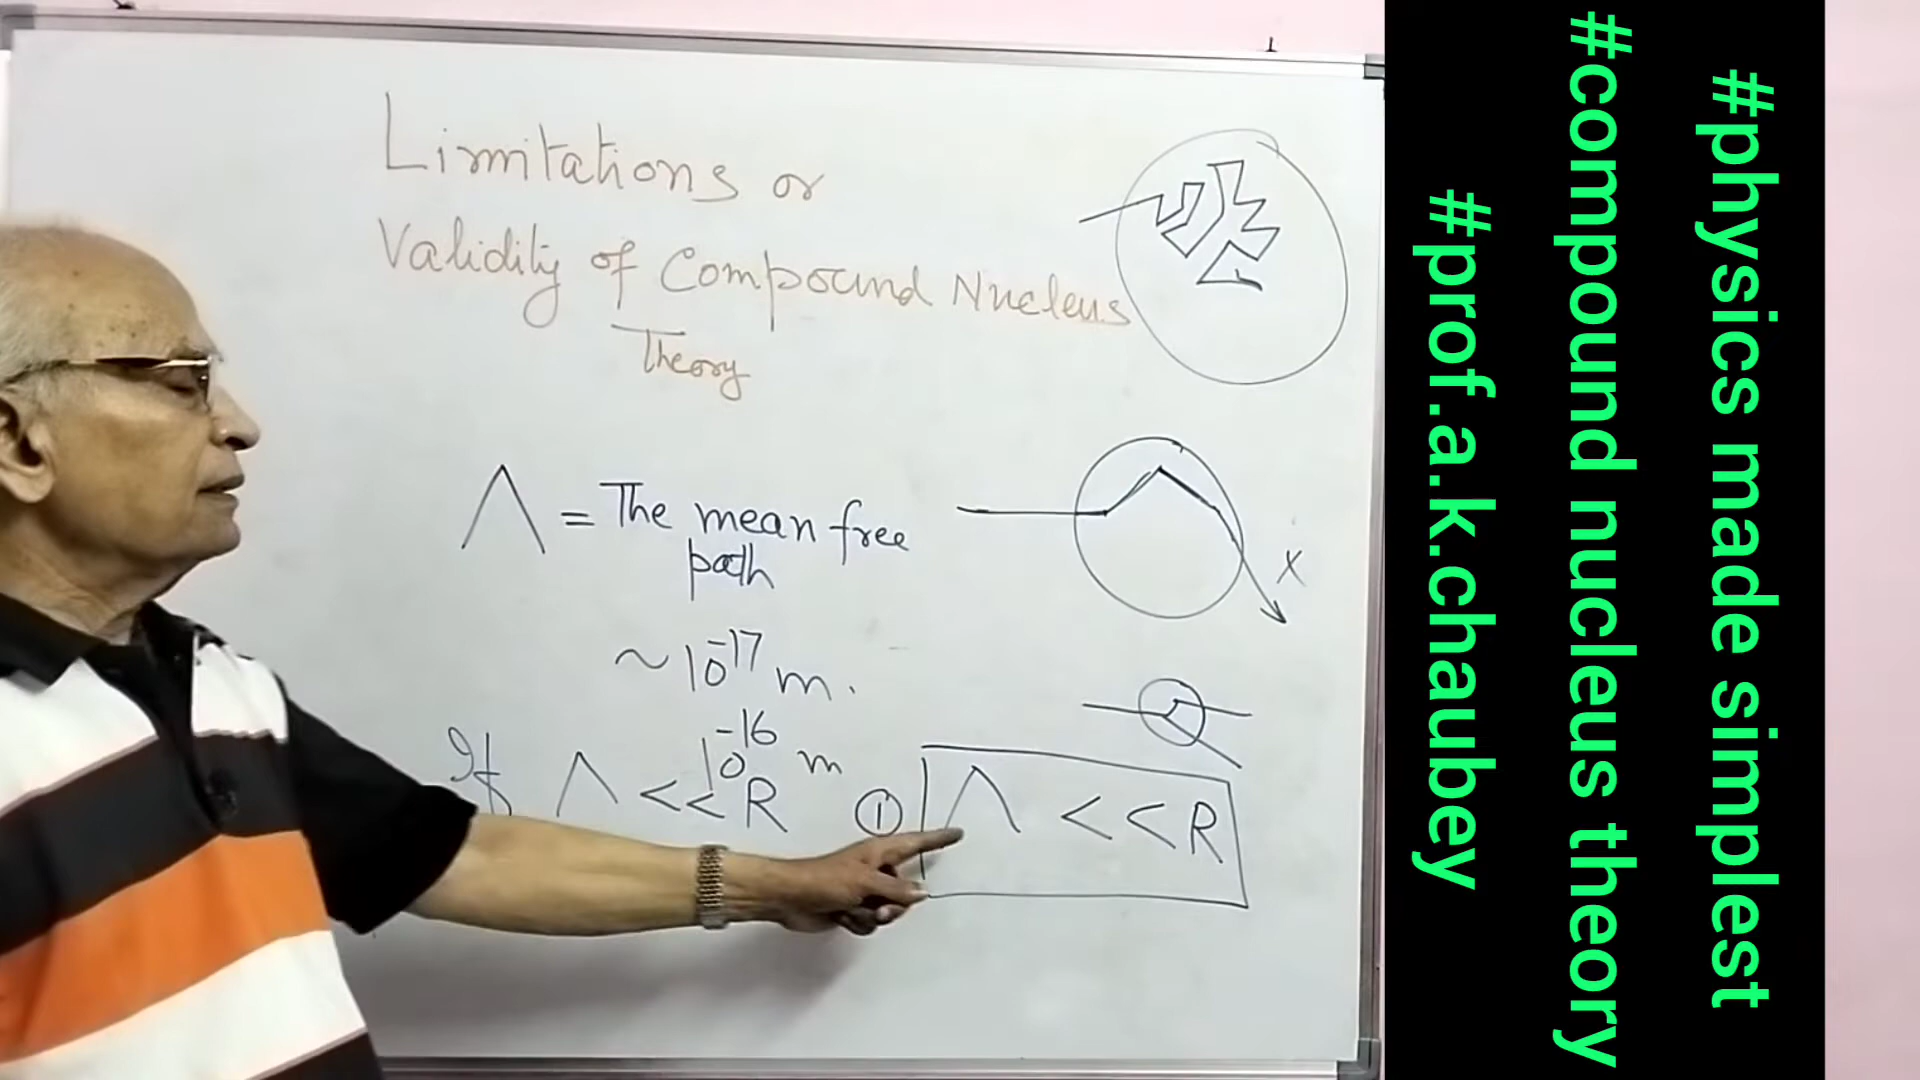 Limitations or
Validity of Compound Nucleus
Theory
Λ = The mean free
path
~ 10⁻¹⁷ m.
10⁻¹⁶ m
If Λ << R
① Λ << R
X
#physics made simplest
#compound nucleus theory
#prof.a.k.chaubey